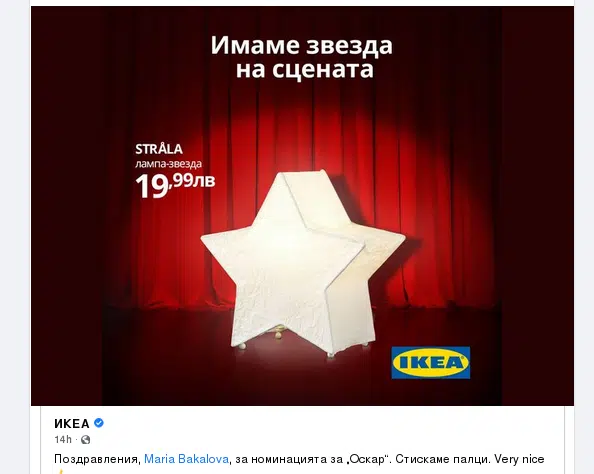 Имаме звезда
на сцената
STRÅLA
лампа-звезда
19,99лв
IKEA
ИКЕА
14h ·
Поздравления, Maria Bakalova, за номинацията за „Оскар“. Стискаме палци. Very nice